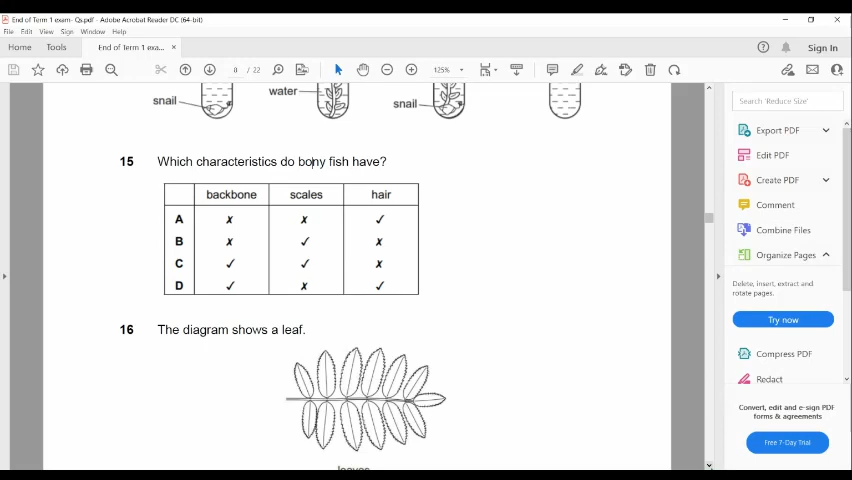 End of Term 1 exam- Qs.pdf - Adobe Acrobat Reader DC (64-bit)
File Edit View Sign Window Help
Home Tools End of Term 1 exa... × Sign In
8 / 22 125%
snail water snail
15 Which characteristics do bony fish have?
backbone scales hair
A ✗ ✗ ✓
B ✗ ✓ ✗
C ✓ ✓ ✗
D ✓ ✗ ✓
16 The diagram shows a leaf.
Search 'Reduce Size'
Export PDF
Edit PDF
Create PDF
Comment
Combine Files
Organize Pages
Delete, insert, extract and
rotate pages.
Try now
Compress PDF
Redact
Convert, edit and e-sign PDF
forms & agreements
Free 7-Day Trial